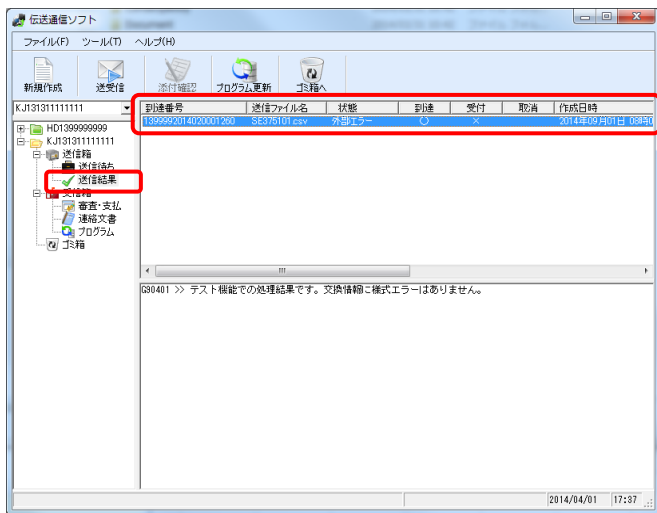 伝送通信ソフト
ファイル(F) ツール(T) ヘルプ(H)
新規作成 送受信 添付確認 プログラム更新 ゴミ箱へ
KJ131311111111
到達番号 送信ファイル名 状態 到達 受付 取消 作成日時
1399992014020001260 SE375101.csv 外部エラー ○ × 2014年09月01日 08時0
HD1399999999
KJ131311111111
送信箱
送信待ち
送信結果
受信箱
審査・支払
連絡文書
プログラム
ゴミ箱
G90401 >> テスト機能での処理結果です。交換情報に様式エラーはありません。
2014/04/01 17:37